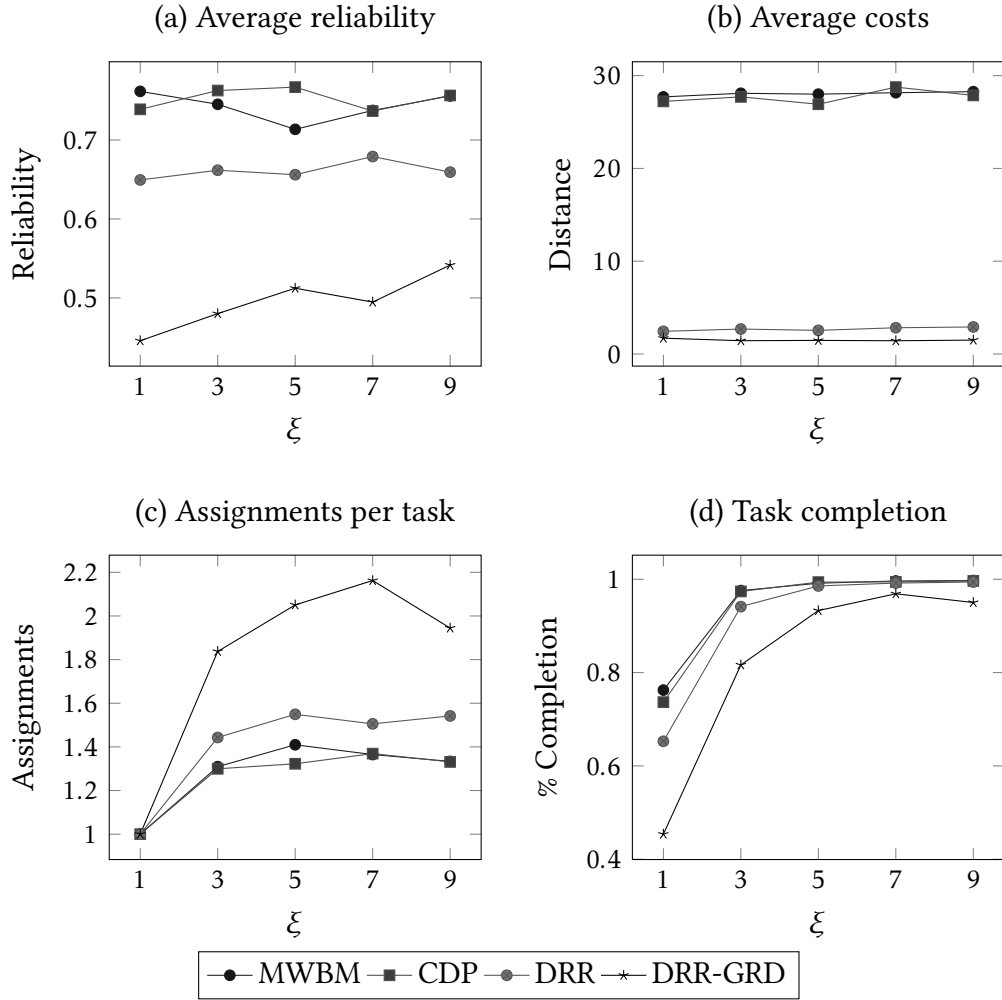 (a) Average reliability
0.7
0.6
0.5
Reliability
1 3 5 7 9
ξ
(b) Average costs
30
20
10
0
Distance
1 3 5 7 9
ξ
(c) Assignments per task
2.2
2
1.8
1.6
1.4
1.2
1
Assignments
1 3 5 7 9
ξ
(d) Task completion
1
0.8
0.6
0.4
% Completion
1 3 5 7 9
ξ
MWBM CDP DRR DRR-GRD